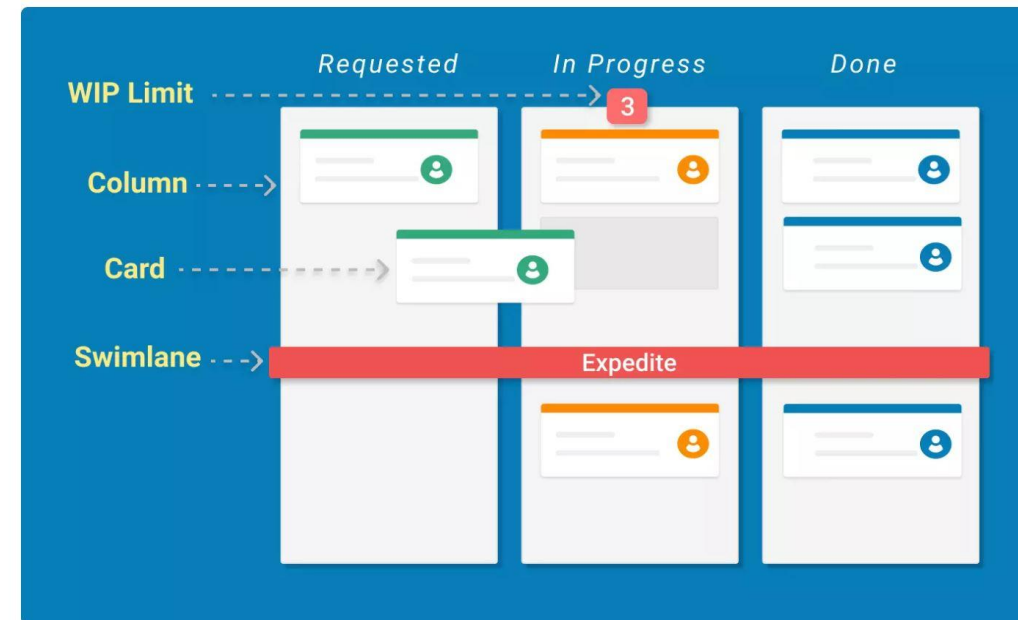 Requested
In Progress
Done
WIP Limit
3
Column
Card
Swimlane
Expedite